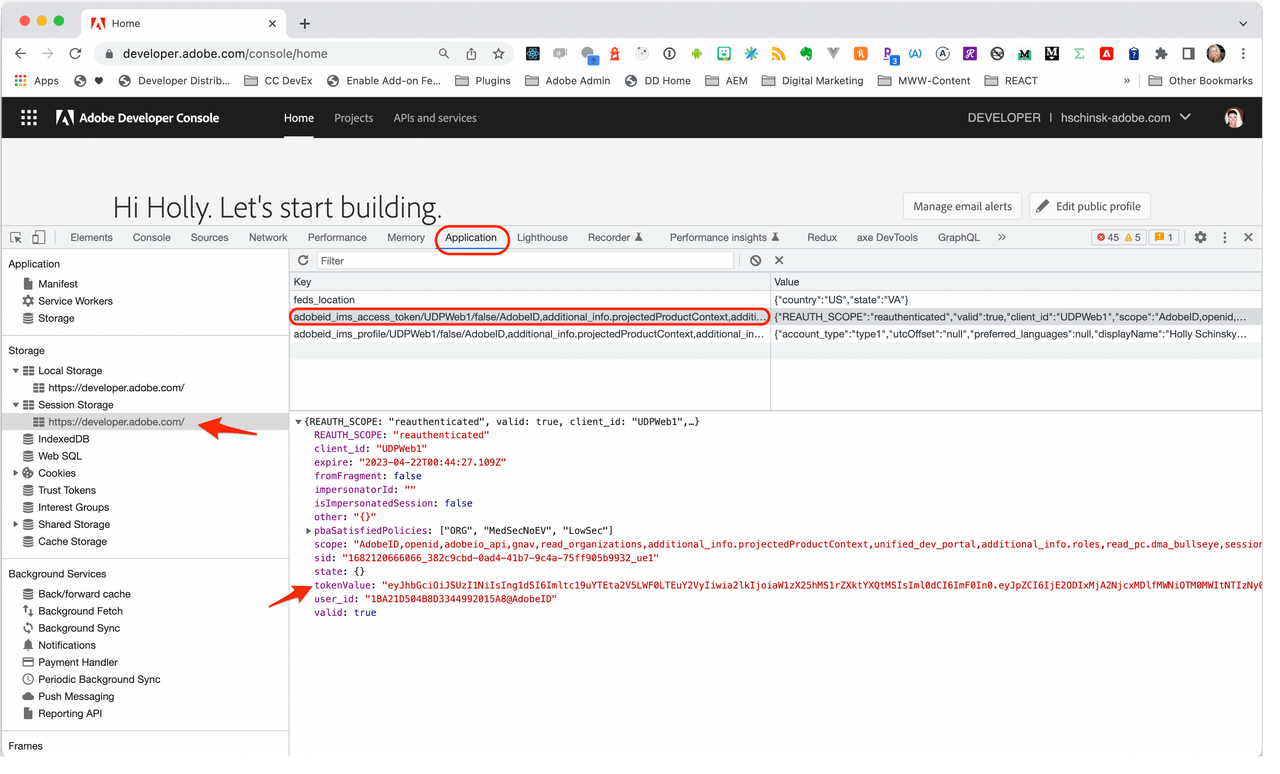 Home
developer.adobe.com/console/home
Apps
Developer Distrib...
CC DevEx
Enable Add-on Fe...
Plugins
Adobe Admin
DD Home
AEM
Digital Marketing
MWW-Content
REACT
»
Other Bookmarks
Adobe Developer Console
Home
Projects
APIs and services
DEVELOPER | hschinsk-adobe.com
Hi Holly. Let's start building.
Manage email alerts
Edit public profile
Elements
Console
Sources
Network
Performance
Memory
Application
Lighthouse
Recorder
Performance insights
Redux
axe DevTools
GraphQL
»
45 5
1
Application
Manifest
Service Workers
Storage
Storage
Local Storage
https://developer.adobe.com/
Session Storage
https://developer.adobe.com/
IndexedDB
Web SQL
Cookies
Trust Tokens
Interest Groups
Shared Storage
Cache Storage
Background Services
Back/forward cache
Background Fetch
Background Sync
Notifications
Payment Handler
Periodic Background Sync
Push Messaging
Reporting API
Frames
Filter
Key
Value
feds_location
{"country":"US","state":"VA"}
adobeid_ims_access_token/UDPWeb1/false/AdobeID,additional_info.projectedProductContext,additi...
{"REAUTH_SCOPE":"reauthenticated","valid":true,"client_id":"UDPWeb1","scope":"AdobeID,openid,...
adobeid_ims_profile/UDPWeb1/false/AdobeID,additional_info.projectedProductContext,additional_in...
{"account_type":"type1","utcOffset":"null","preferred_languages":null,"displayName":"Holly Schinsky...
{REAUTH_SCOPE: "reauthenticated", valid: true, client_id: "UDPWeb1",…}
REAUTH_SCOPE: "reauthenticated"
client_id: "UDPWeb1"
expire: "2023-04-22T00:44:27.109Z"
fromFragment: false
impersonatorId: ""
isImpersonatedSession: false
other: "{}"
pbaSatisfiedPolicies: ["ORG", "MedSecNoEV", "LowSec"]
scope: "AdobeID,openid,adobeio_api,gnav,read_organizations,additional_info.projectedProductContext,unified_dev_portal,additional_info.roles,read_pc.dma_bullseye,session
sid: "1682120666066_382c9cbd-0ad4-41b7-9c4a-75ff905b9932_ue1"
state: {}
tokenValue:
user_id: "1BA21D504B8D3344992015A8@AdobeID"
valid: true